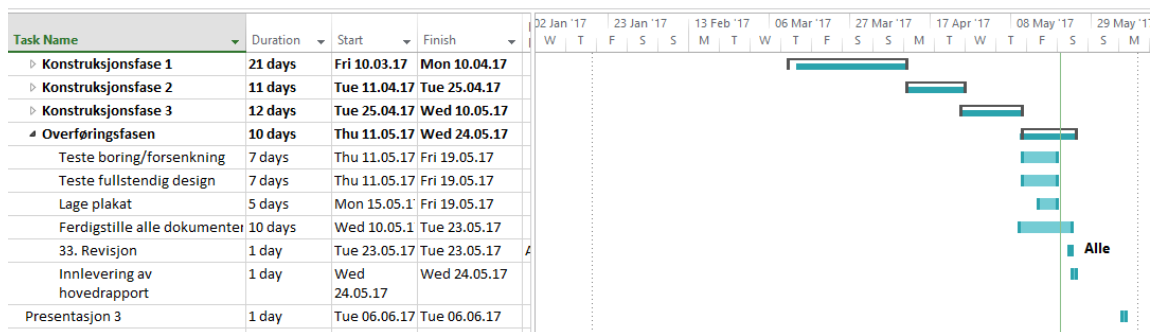 02 Jan '17 23 Jan '17 13 Feb '17 06 Mar '17 27 Mar '17 17 Apr '17 08 May '17 29 May '17
Task Name Duration Start Finish W T F S S M T W T F S S M T W T F S S M
Konstruksjonsfase 1 21 days Fri 10.03.17 Mon 10.04.17
Konstruksjonsfase 2 11 days Tue 11.04.17 Tue 25.04.17
Konstruksjonsfase 3 12 days Tue 25.04.17 Wed 10.05.17
Overføringsfasen 10 days Thu 11.05.17 Wed 24.05.17
Teste boring/forsenkning 7 days Thu 11.05.17 Fri 19.05.17
Teste fullstendig design 7 days Thu 11.05.17 Fri 19.05.17
Lage plakat 5 days Mon 15.05.1 Fri 19.05.17
Ferdigstille alle dokumenter 10 days Wed 10.05.1 Tue 23.05.17
33. Revisjon 1 day Tue 23.05.17 Tue 23.05.17 A Alle
Innlevering av 1 day Wed Wed 24.05.17
hovedrapport 24.05.17
Presentasjon 3 1 day Tue 06.06.17 Tue 06.06.17